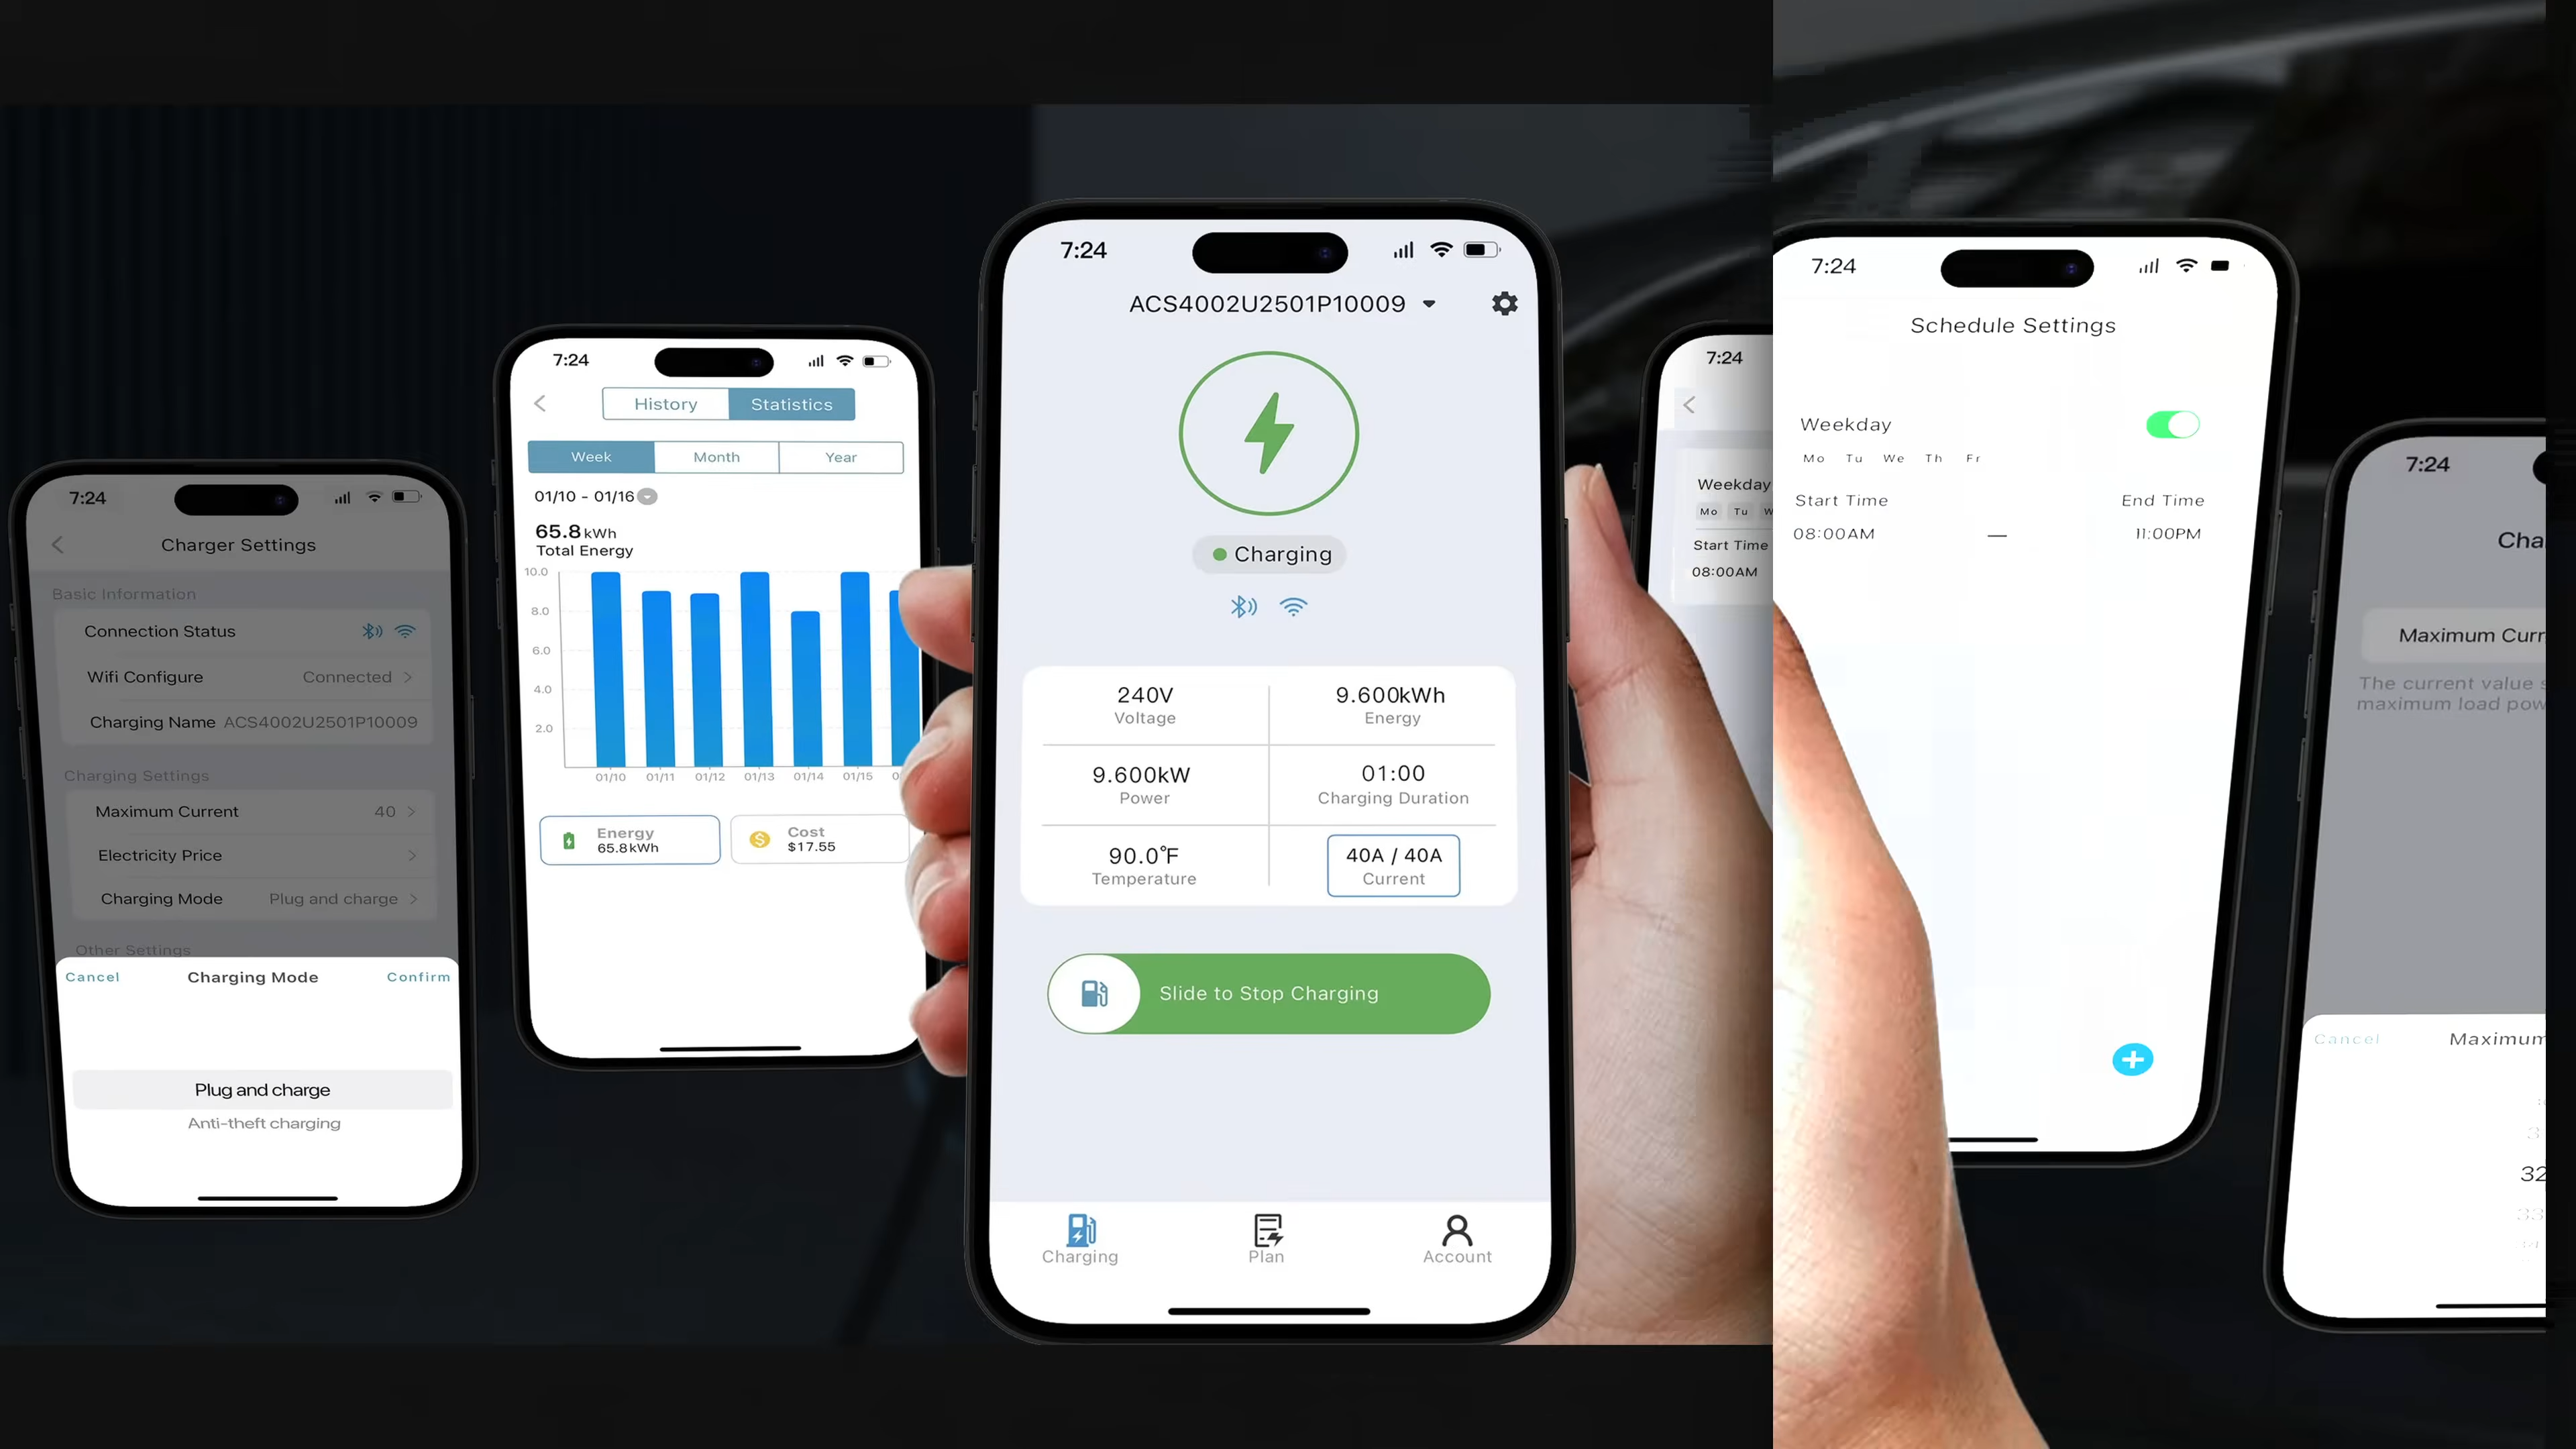 7:24
Charger Settings
Basic Information
Connection Status
Wifi Configure Connected
Charging Name ACS4002U2501P10009
Charging Settings
Maximum Current 40
Electricity Price
Charging Mode Plug and charge
Other Settings
Cancel Charging Mode Confirm
Plug and charge
Anti-theft charging
7:24
History Statistics
Week Month Year
01/10 - 01/16
65.8 kWh
Total Energy
10.0
8.0
6.0
4.0
2.0
01/10 01/11 01/12 01/13 01/14 01/15
Energy
65.8kWh
Cost
$17.55
7:24
ACS4002U2501P10009
Charging
240V
Voltage
9.600kWh
Energy
9.600kW
Power
01:00
Charging Duration
90.0°F
Temperature
40A / 40A
Current
Slide to Stop Charging
Charging Plan Account
7:24
Weekday
Mo Tu
Start Time
08:00AM
7:24
Schedule Settings
Weekday
Mo Tu We Th Fr
Start Time End Time
08:00AM — 11:00PM
7:24
Maximum
The current value
maximum load
Cancel Maximum
32
33